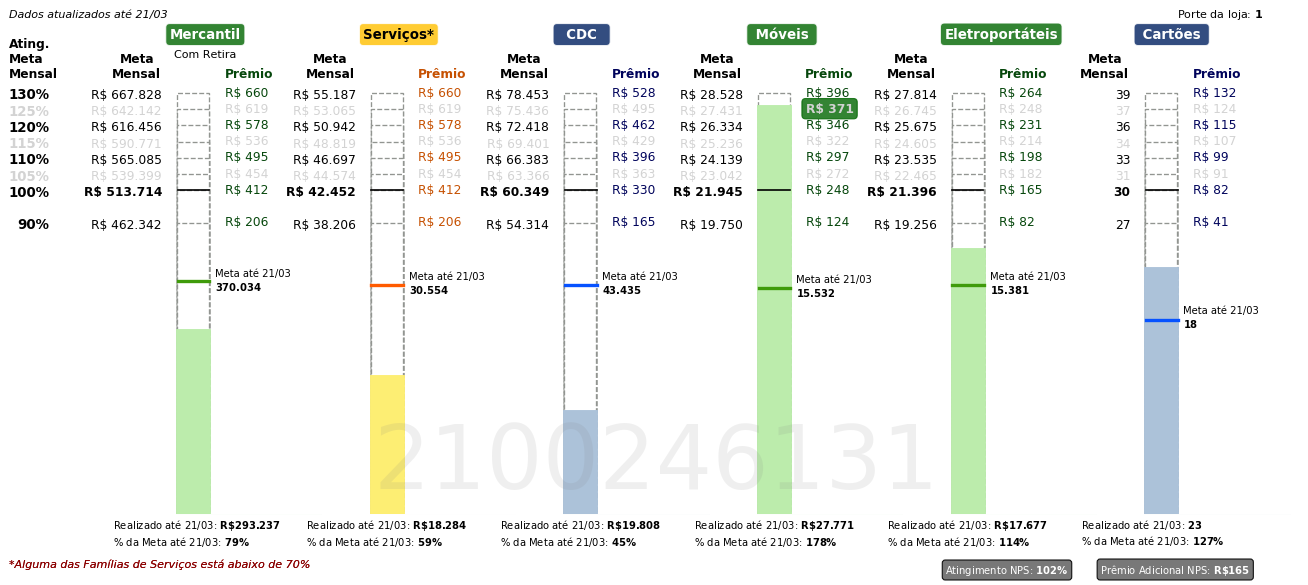 Dados atualizados até 21/03 Porte da loja: 1
Mercantil Serviços* CDC Móveis Eletroportáteis Cartões
Com Retira
Ating. Meta Mensal Meta Mensal Prêmio Meta Mensal Prêmio Meta Mensal Prêmio Meta Mensal Prêmio Meta Mensal Prêmio Meta Mensal Prêmio
130% R$ 667.828 R$ 660 R$ 55.187 R$ 660 R$ 78.453 R$ 528 R$ 28.528 R$ 396 R$ 27.814 R$ 264 39 R$ 132
125% R$ 642.142 R$ 619 R$ 53.065 R$ 619 R$ 75.436 R$ 495 R$ 27.431 R$ 371 R$ 26.745 R$ 248 37 R$ 124
120% R$ 616.456 R$ 578 R$ 50.942 R$ 578 R$ 72.418 R$ 462 R$ 26.334 R$ 346 R$ 25.675 R$ 231 36 R$ 115
115% R$ 590.771 R$ 536 R$ 48.819 R$ 536 R$ 69.401 R$ 429 R$ 25.236 R$ 322 R$ 24.605 R$ 214 34 R$ 107
110% R$ 565.085 R$ 495 R$ 46.697 R$ 495 R$ 66.383 R$ 396 R$ 24.139 R$ 297 R$ 23.535 R$ 198 33 R$ 99
105% R$ 539.399 R$ 454 R$ 44.574 R$ 454 R$ 63.366 R$ 363 R$ 23.042 R$ 272 R$ 22.465 R$ 182 31 R$ 91
100% R$ 513.714 R$ 412 R$ 42.452 R$ 412 R$ 60.349 R$ 330 R$ 21.945 R$ 248 R$ 21.396 R$ 165 30 R$ 82
90% R$ 462.342 R$ 206 R$ 38.206 R$ 206 R$ 54.314 R$ 165 R$ 19.750 R$ 124 R$ 19.256 R$ 82 27 R$ 41
Meta até 21/03 Meta até 21/03 Meta até 21/03 Meta até 21/03 Meta até 21/03 Meta até 21/03
370.034 30.554 43.435 15.532 15.381 18
2100246131
Realizado até 21/03: R$293.237 Realizado até 21/03: R$18.284 Realizado até 21/03: R$19.808 Realizado até 21/03: R$27.771 Realizado até 21/03: R$17.677 Realizado até 21/03: 23
% da Meta até 21/03: 79% % da Meta até 21/03: 59% % da Meta até 21/03: 45% % da Meta até 21/03: 178% % da Meta até 21/03: 114% % da Meta até 21/03: 127%
*Alguma das Famílias de Serviços está abaixo de 70% Atingimento NPS: 102% Prêmio Adicional NPS: R$165